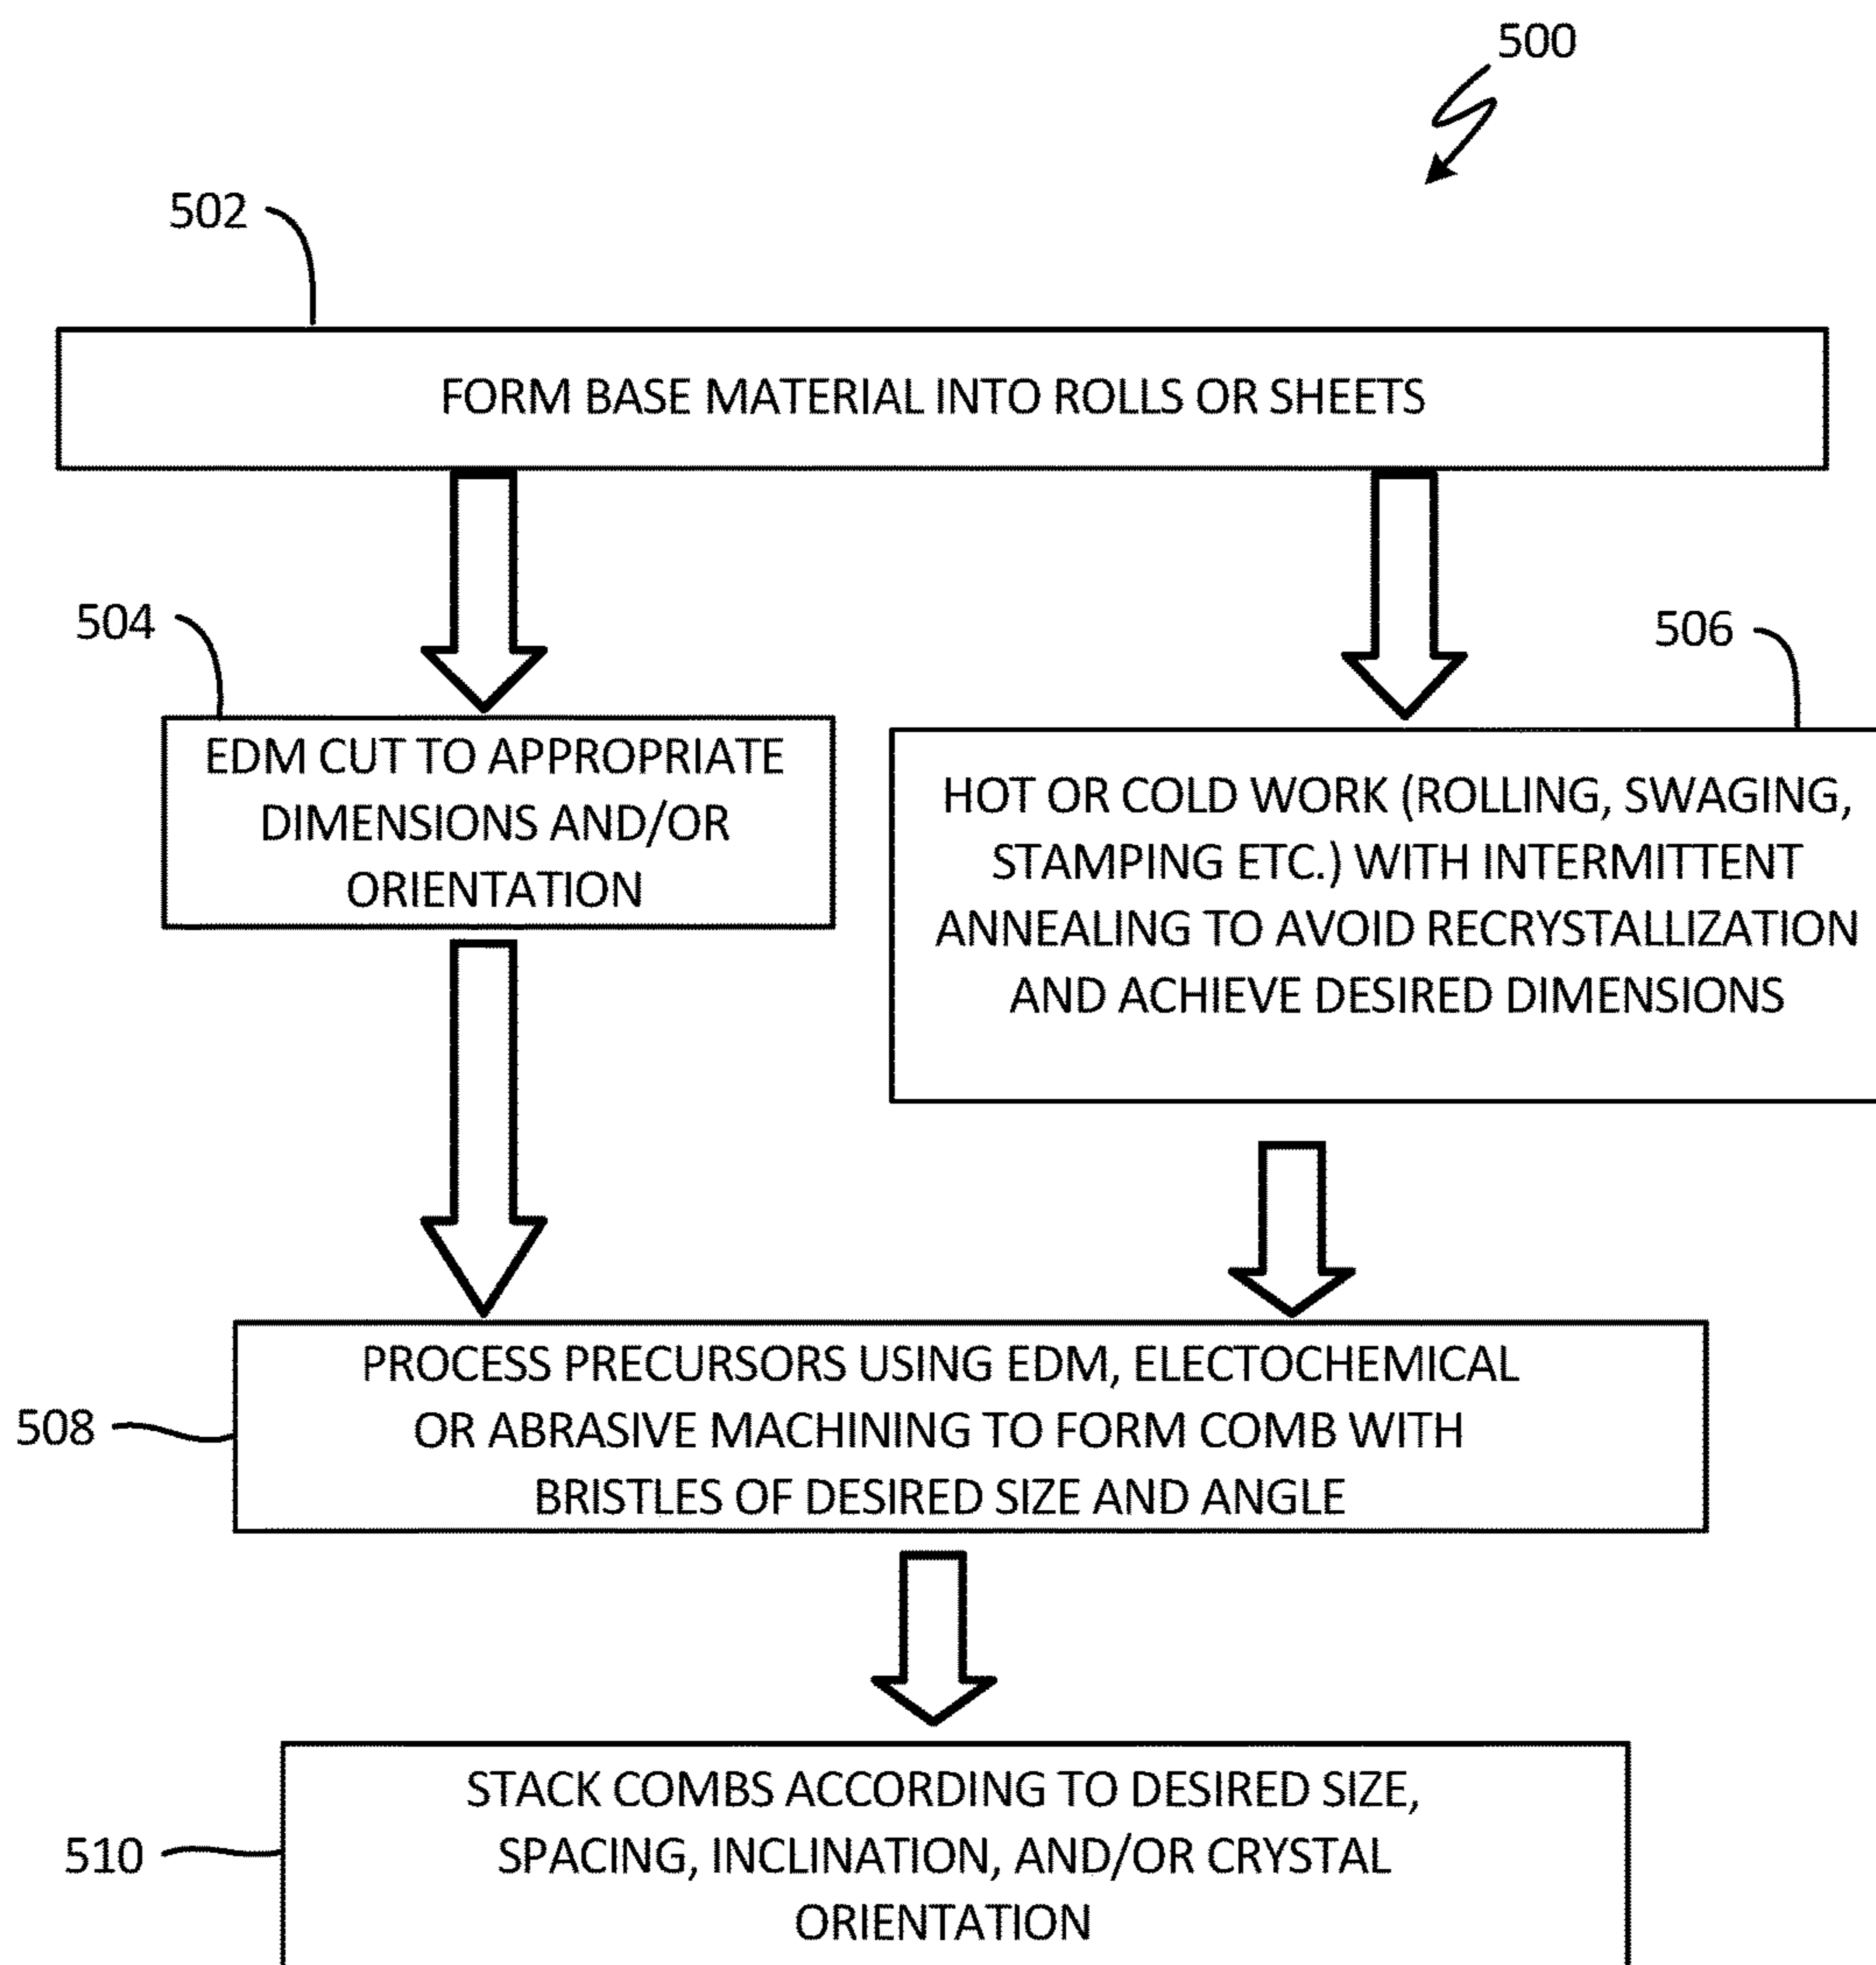 500
502
FORM BASE MATERIAL INTO ROLLS OR SHEETS
504
EDM CUT TO APPROPRIATE
DIMENSIONS AND/OR
ORIENTATION
506
HOT OR COLD WORK (ROLLING, SWAGING,
STAMPING ETC.) WITH INTERMITTENT
ANNEALING TO AVOID RECRYSTALLIZATION
AND ACHIEVE DESIRED DIMENSIONS
508
PROCESS PRECURSORS USING EDM, ELECTOCHEMICAL
OR ABRASIVE MACHINING TO FORM COMB WITH
BRISTLES OF DESIRED SIZE AND ANGLE
510
STACK COMBS ACCORDING TO DESIRED SIZE,
SPACING, INCLINATION, AND/OR CRYSTAL
ORIENTATION